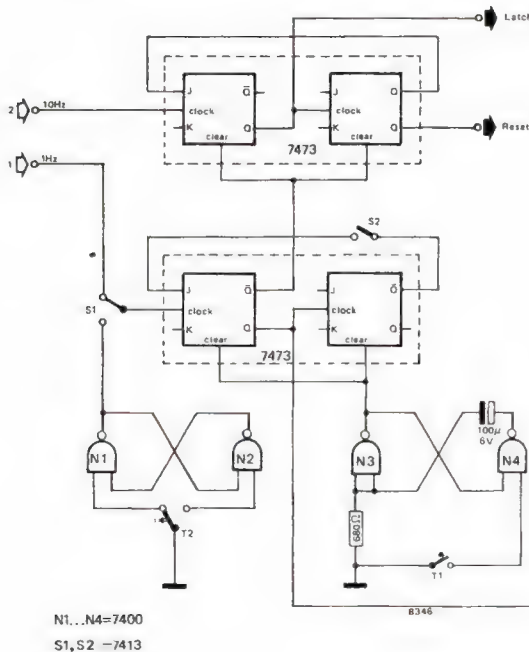 Latch
J Q̅ J Q̅
2 10Hz
clock clock
K Q K Q Reset
clear clear
7473
1 1Hz
S2
J Q̅ J Q̅
S1 clock clock
K Q K Q
clear clear
7473
100µ
6V
N1 N2 N3 N4
680Ω
T2 T1
8346
N1...N4=7400
S1,S2 -7413